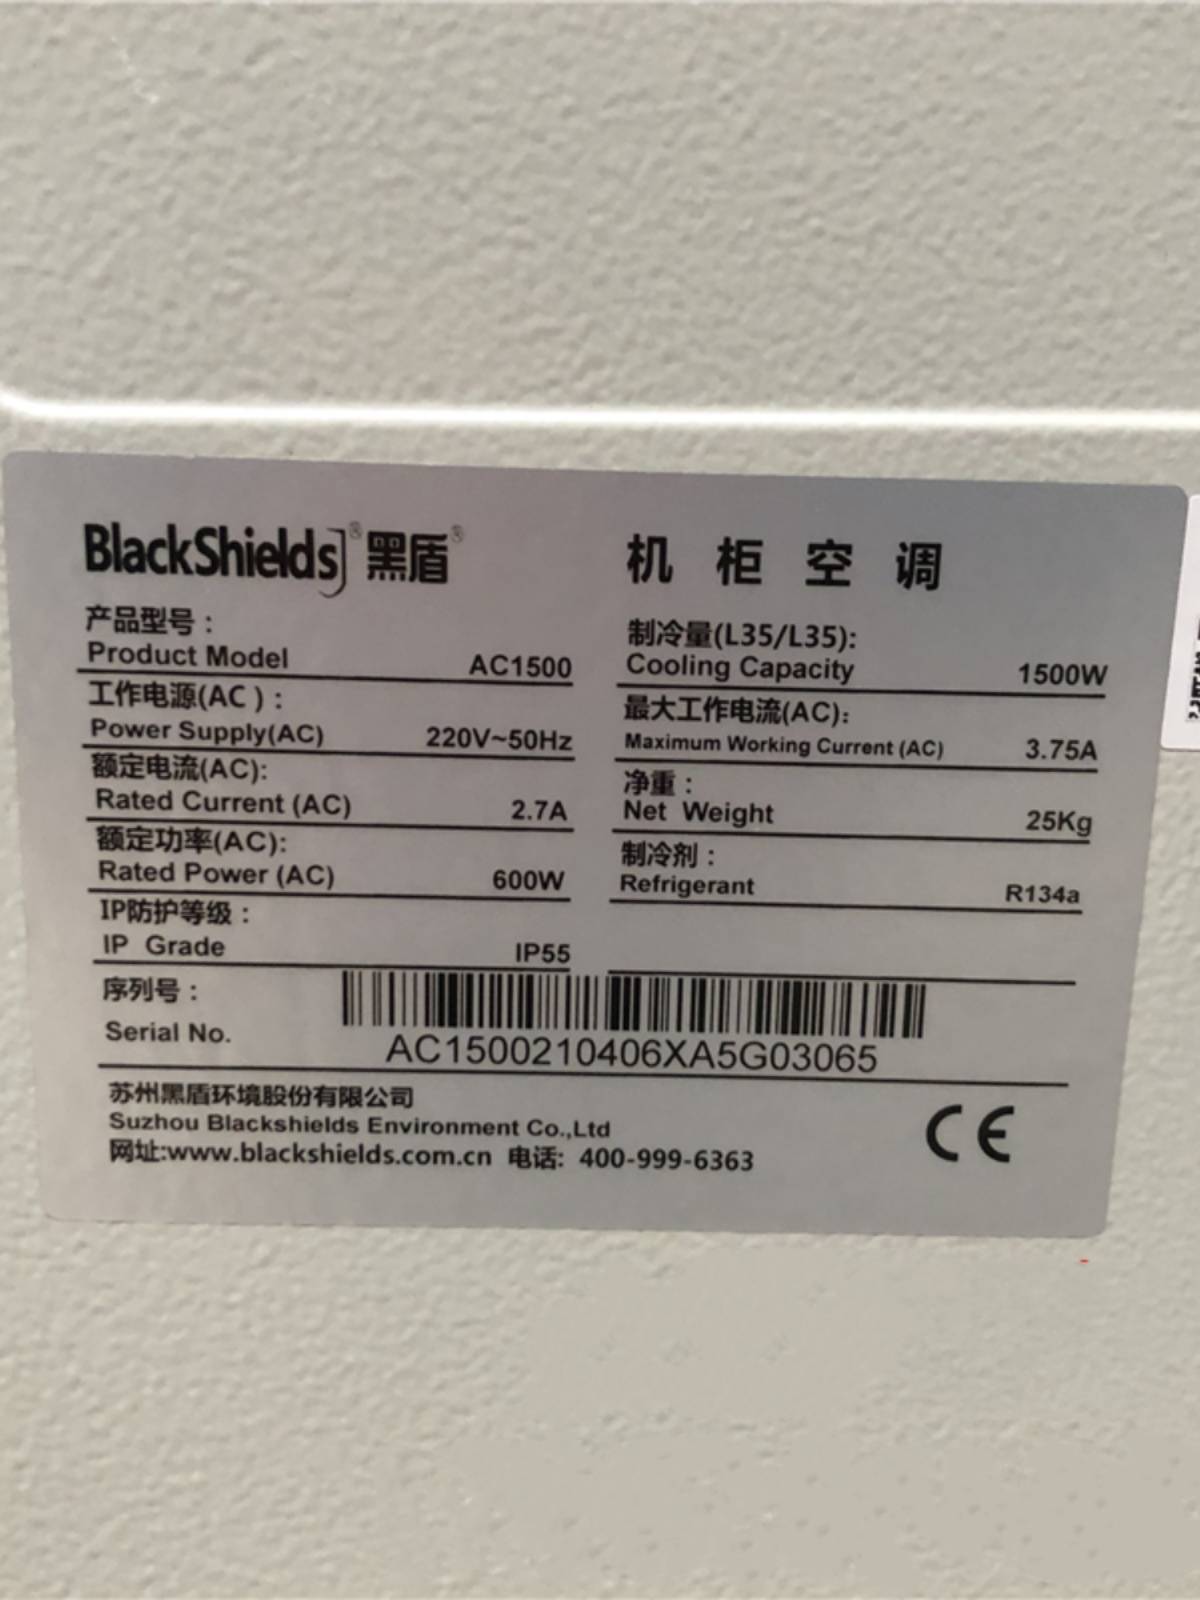 BlackShields® 黑盾®
机柜空调
产品型号：
Product Model AC1500
工作电源(AC)：
Power Supply(AC) 220V~50Hz
额定电流(AC):
Rated Current (AC) 2.7A
额定功率(AC):
Rated Power (AC) 600W
IP防护等级：
IP Grade IP55
制冷量(L35/L35):
Cooling Capacity 1500W
最大工作电流(AC):
Maximum Working Current (AC) 3.75A
净重：
Net Weight 25Kg
制冷剂：
Refrigerant R134a
序列号：
Serial No.
AC1500210406XA5G03065
苏州黑盾环境股份有限公司
Suzhou Blackshields Environment Co.,Ltd
网址:www.blackshields.com.cn 电话: 400-999-6363
CE